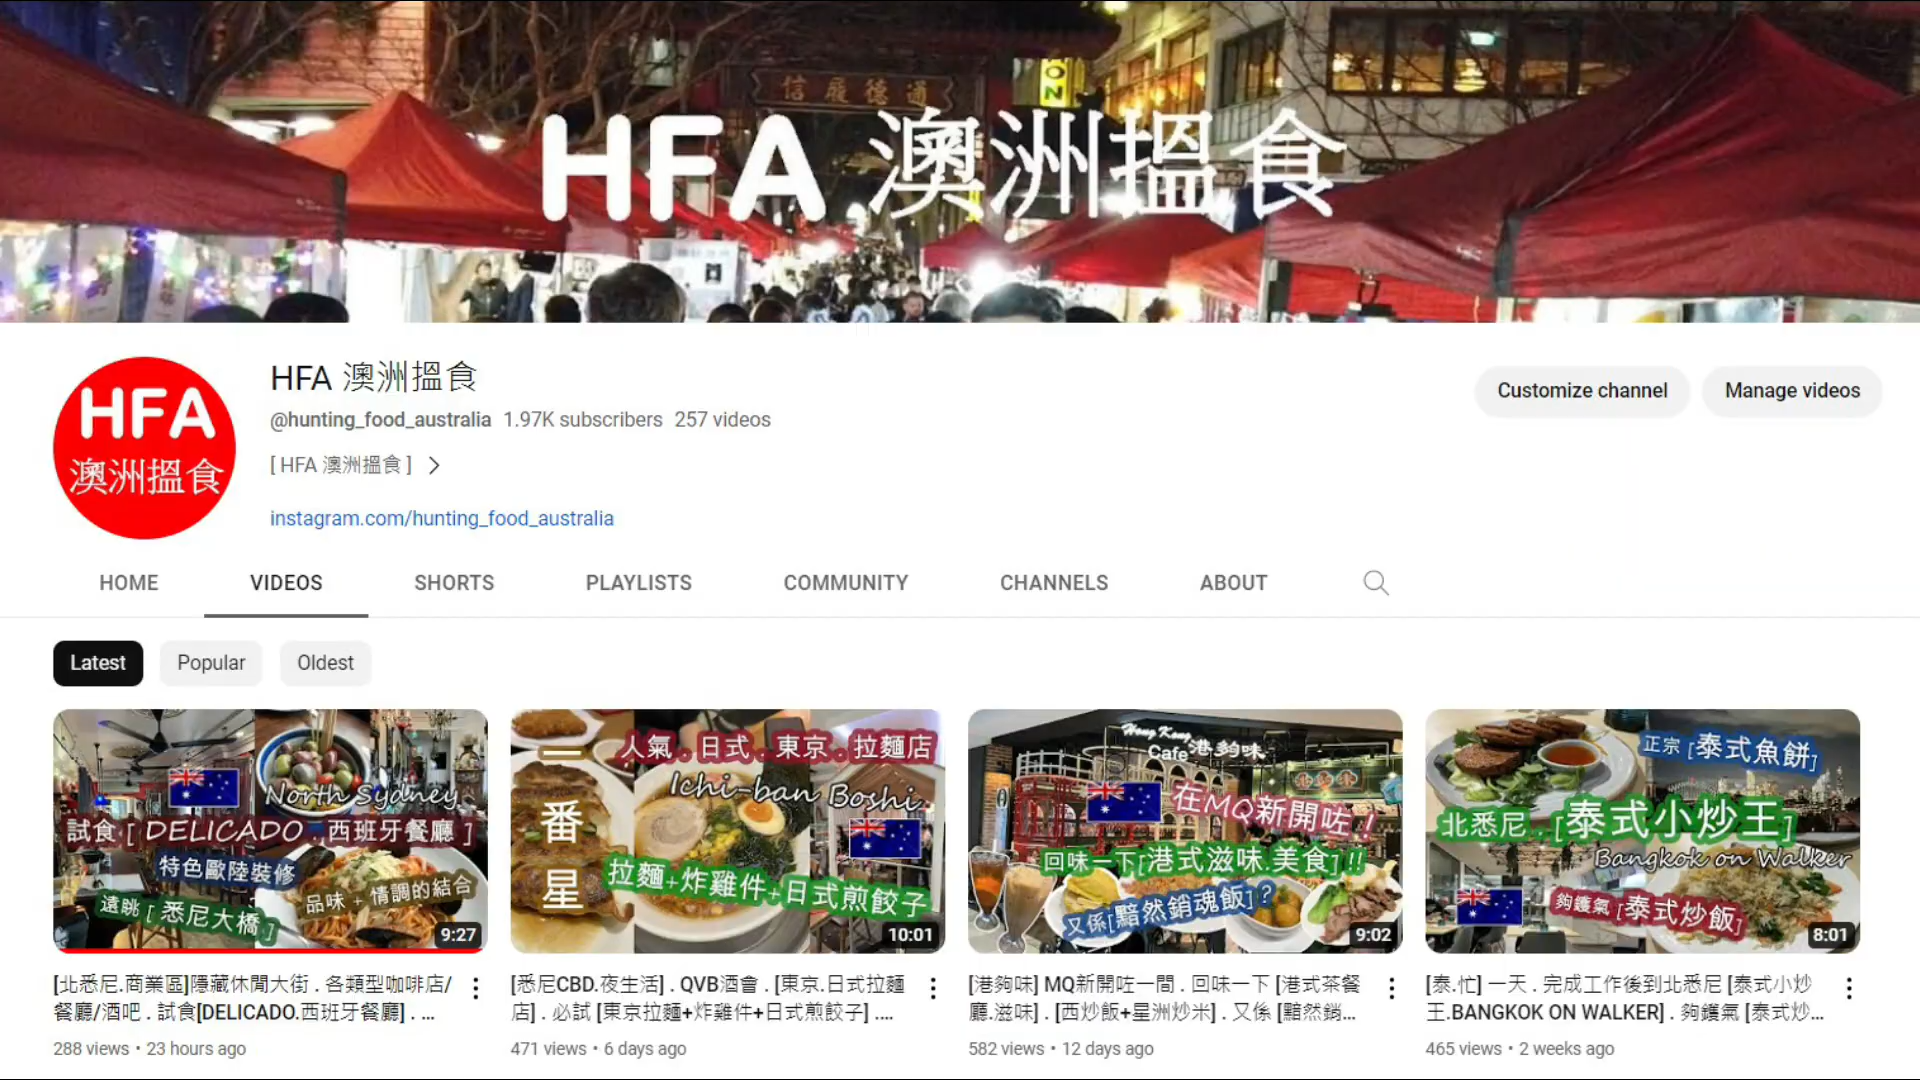 通德履信
HFA 澳洲搵食
HFA
澳洲搵食
HFA 澳洲搵食
@hunting_food_australia 1.97K subscribers 257 videos
[ HFA 澳洲搵食 ]
instagram.com/hunting_food_australia
Customize channel
Manage videos
HOME VIDEOS SHORTS PLAYLISTS COMMUNITY CHANNELS ABOUT
Latest Popular Oldest
North Sydney
試食 [ DELICADO . 西班牙餐廳 ]
特色歐陸裝修
品味 + 情調的結合
遠眺 [ 悉尼大橋 ]
9:27
[北悉尼.商業區]隱藏休閒大街 . 各類型咖啡店/
餐廳/酒吧 . 試食[DELICADO.西班牙餐廳] . ...
288 views • 23 hours ago
人氣 . 日式 . 東京 . 拉麵店
Ichi-ban Boshi
一番星
拉麵+炸雞件+日式煎餃子
10:01
[悉尼CBD.夜生活] . QVB酒會 . [東京.日式拉麵
店] . 必試 [東京拉麵+炸雞件+日式煎餃子] ....
471 views • 6 days ago
Hong Kong
Cafe 港夠味
在MQ新開咗 !
回味一下[港式滋味.美食] !!
又係[黯然銷魂飯] ?
9:02
[港夠味] MQ新開咗一間 . 回味一下 [港式茶餐
廳.滋味] . [西炒飯+星洲炒米] . 又係 [黯然銷...
582 views • 12 days ago
正宗 [泰式魚餅]
北悉尼 . [泰式小炒王]
Bangkok on Walker
夠鑊氣 [泰式炒飯]
8:01
[泰.忙] 一天 . 完成工作後到北悉尼 [泰式小炒
王.BANGKOK ON WALKER] . 夠鑊氣 [泰式炒...
465 views • 2 weeks ago